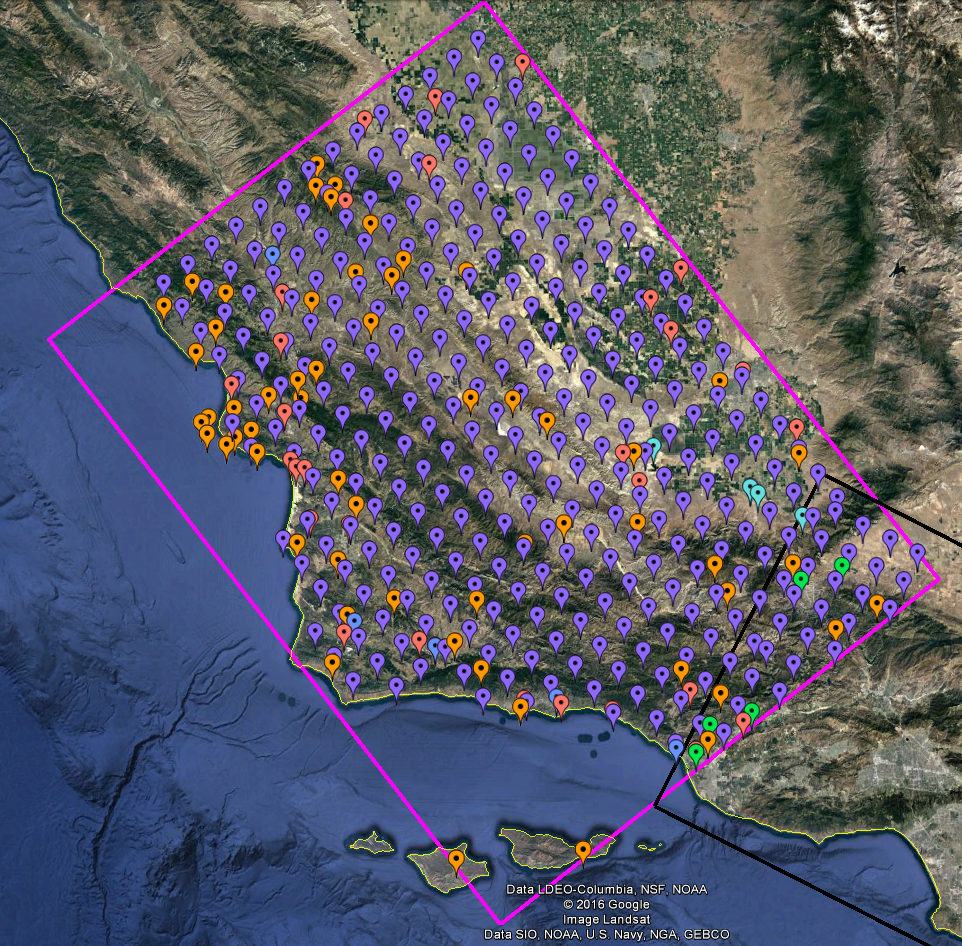 Data LDEO-Columbia, NSF, NOAA
© 2016 Google
Image Landsat
Data SIO, NOAA, U.S. Navy, NGA, GEBCO